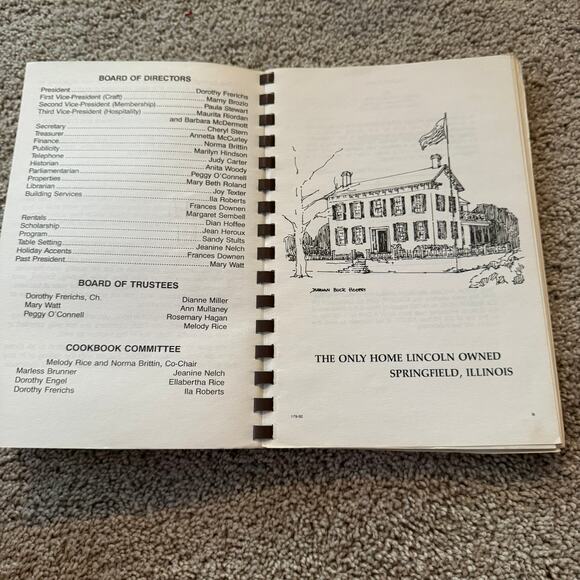 BOARD OF DIRECTORS
President ... Dorothy Frerichs
First Vice-President (Craft) ... Marny Brozio
Second Vice-President (Membership) ... Paula Stewart
Third Vice-President (Hospitality) ... Maurita Riordan
and Barbara McDermott
Secretary ... Cheryl Stern
Treasurer ... Annetta McCurley
Finance ... Norma Brittin
Publicity ... Marilyn Hindson
Telephone ... Judy Carter
Historian ... Anita Woody
Parliamentarian ... Peggy O'Connell
Properties ... Mary Beth Roland
Librarian ... Joy Texter
Building Services ... Ila Roberts
Frances Downen
Rentals ... Margaret Sembell
Scholarship ... Dian Hoffee
Program ... Jean Heroux
Table Setting ... Sandy Stults
Holiday Accents ... Jeanine Nelch
Frances Downen
Past President ... Mary Watt
BOARD OF TRUSTEES
Dorothy Frerichs, Ch. Dianne Miller
Mary Watt Ann Mullaney
Peggy O'Connell Rosemary Hagan
Melody Rice
COOKBOOK COMMITTEE
Melody Rice and Norma Brittin, Co-Chair
Marless Brunner Jeanine Nelch
Dorothy Engel Ellabertha Rice
Dorothy Frerichs Ila Roberts
THE ONLY HOME LINCOLN OWNED
SPRINGFIELD, ILLINOIS